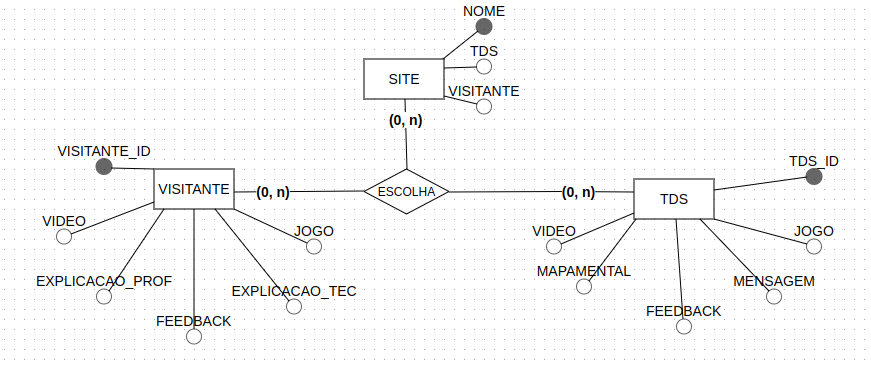 NOME
TDS
SITE
VISITANTE
(0, n)
VISITANTE_ID
TDS_ID
VISITANTE
(0, n)
ESCOLHA
(0, n)
TDS
VIDEO
JOGO
VIDEO
JOGO
EXPLICACAO_PROF
EXPLICACAO_TEC
MAPAMENTAL
MENSAGEM
FEEDBACK
FEEDBACK